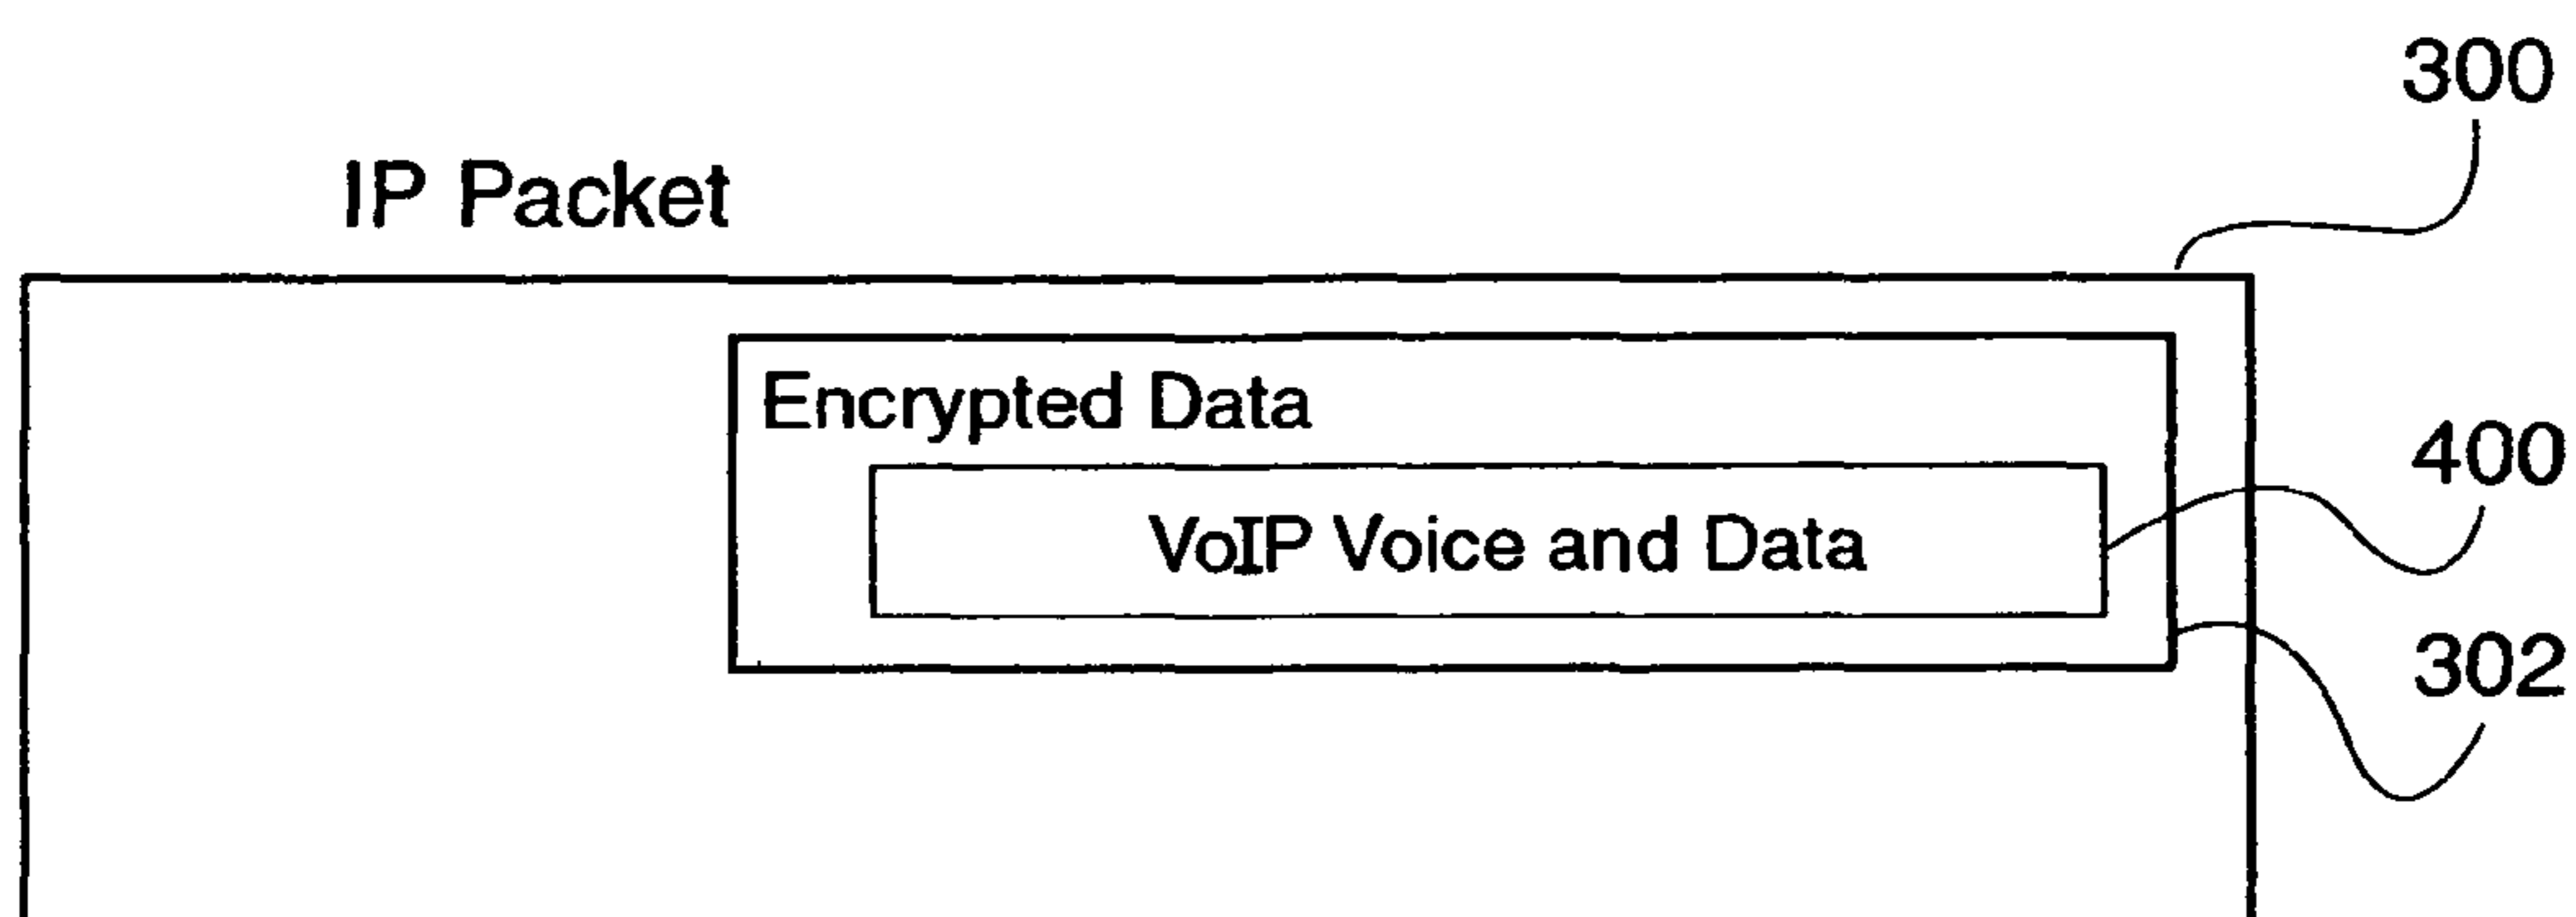 300
IP Packet
Encrypted Data
400
VoIP Voice and Data
302